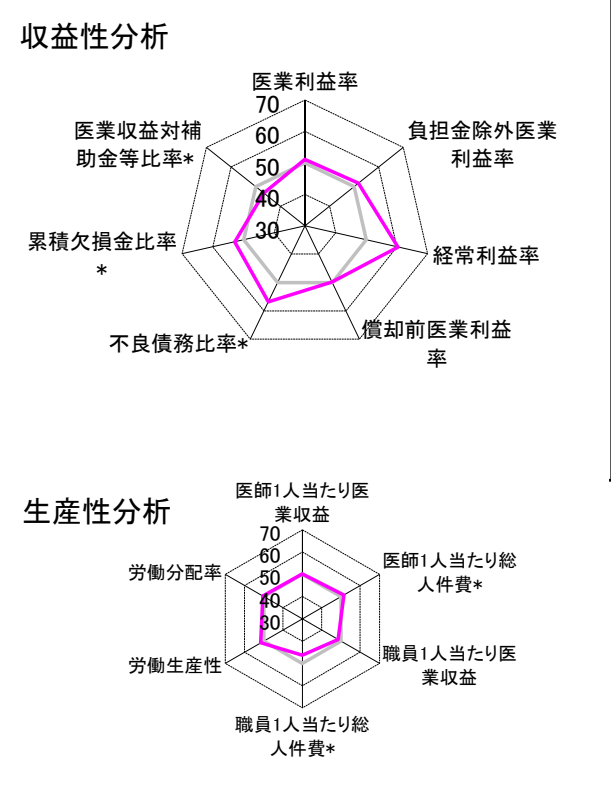 収益性分析
医業利益率
70
60
50
40
30
負担金除外医業
利益率
経常利益率
償却前医業利益
率
不良債務比率*
累積欠損金比率
*
医業収益対補
助金等比率*
生産性分析
医師1人当たり医
業収益
70
60
50
40
30
医師1人当たり総
人件費*
職員1人当たり医
業収益
職員1人当たり総
人件費*
労働生産性
労働分配率